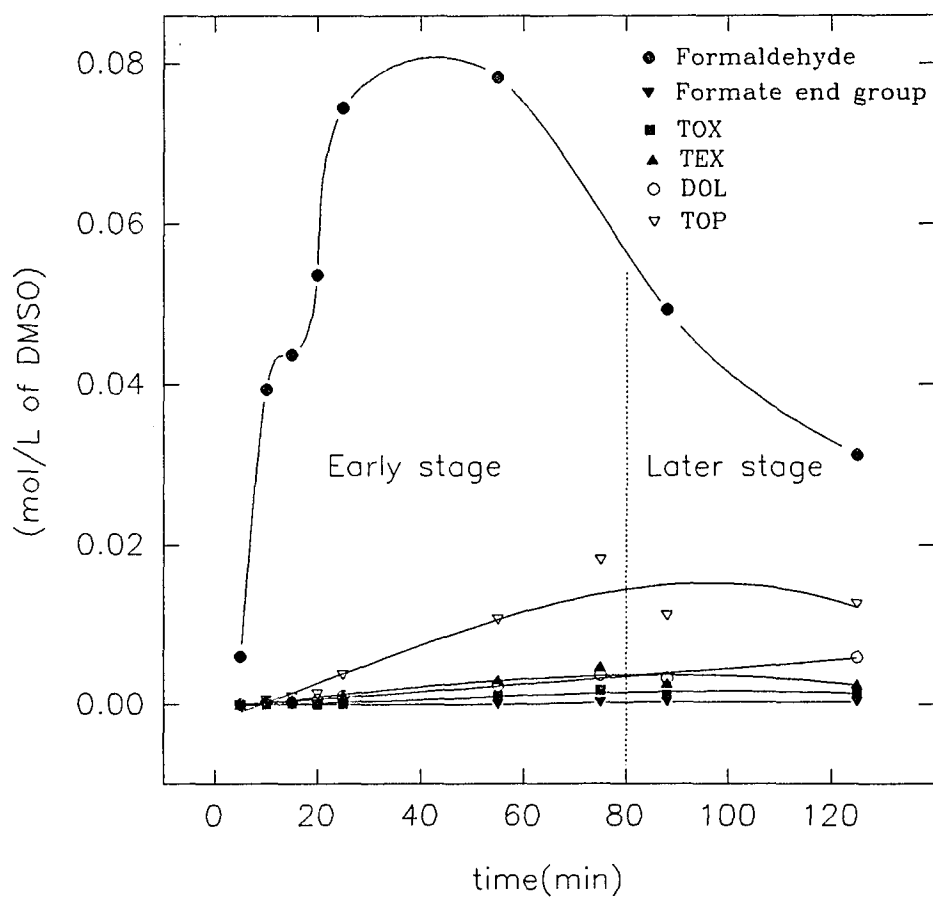 0.08
0.06
0.04
0.02
0.00
(mol/L of DMSO)
Formaldehyde
Formate end group
TOX
TEX
DOL
TOP
Early stage
Later stage
0 20 40 60 80 100 120
time(min)